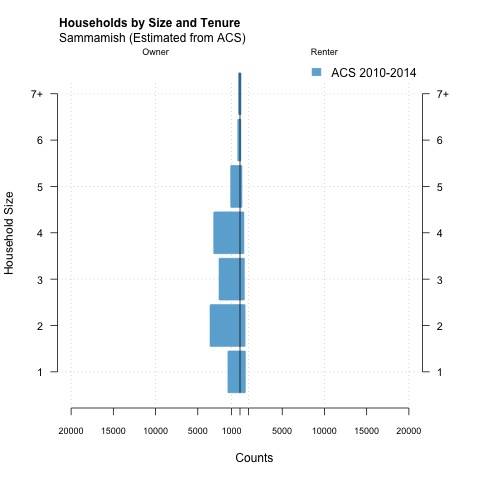 Households by Size and Tenure
Sammamish (Estimated from ACS)
Owner Renter
ACS 2010-2014
7+ 7+
6 6
5 5
4 4
3 3
2 2
1 1
Household Size
20000 15000 10000 5000 1000 5000 10000 15000 20000
Counts